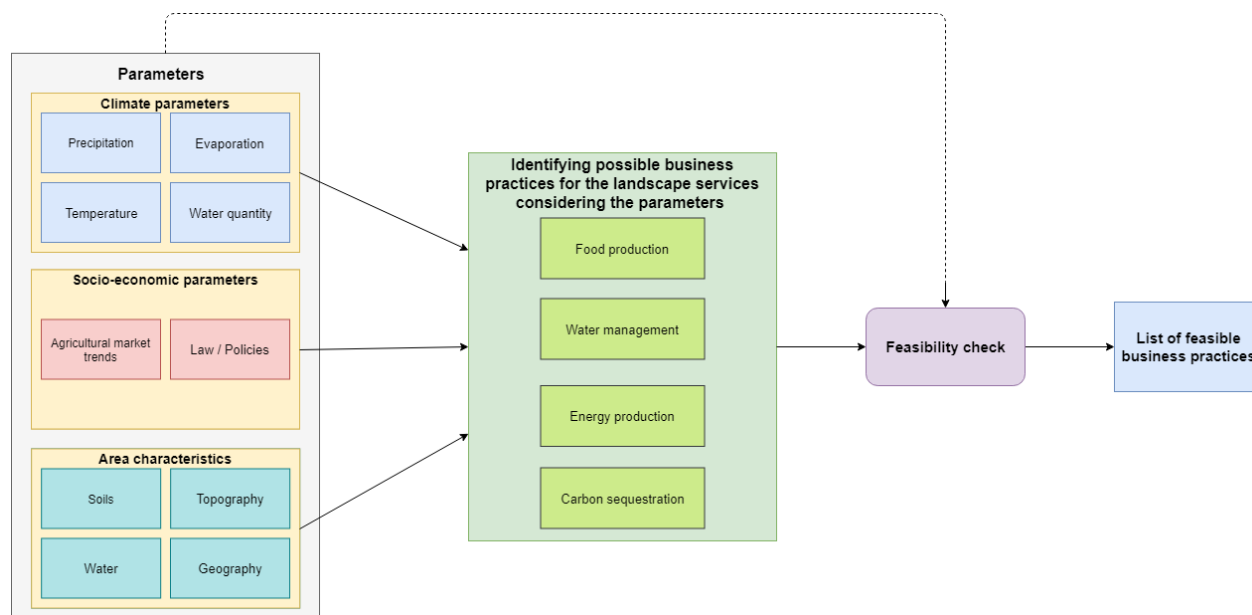 Parameters
Climate parameters
Precipitation
Evaporation
Temperature
Water quantity
Socio-economic parameters
Agricultural market
trends
Law / Policies
Area characteristics
Soils
Topography
Water
Geography
Identifying possible business
practices for the landscape services
considering the parameters
Food production
Water management
Energy production
Carbon sequestration
Feasibility check
List of feasible
business practices